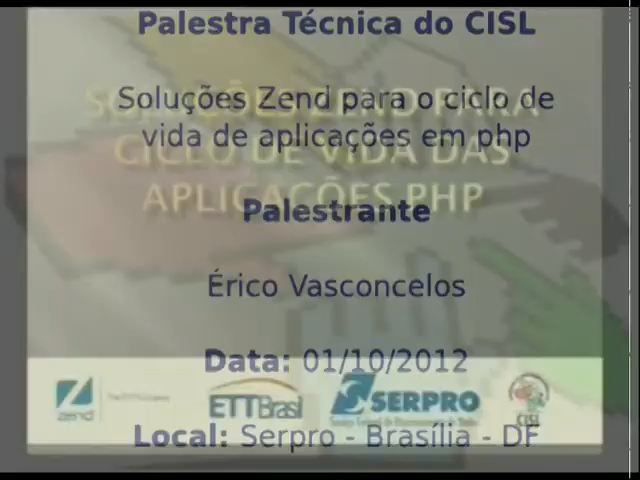 Palestra Técnica do CISL
Soluções Zend para o ciclo de
vida de aplicações em php
SOLUÇÕES ZEND PARA
CICLO DE VIDA DAS
APLICAÇÕES PHP
Palestrante
Érico Vasconcelos
Data: 01/10/2012
zend
ETTBrasil
SERPRO
CISL
Local: Serpro - Brasília - DF